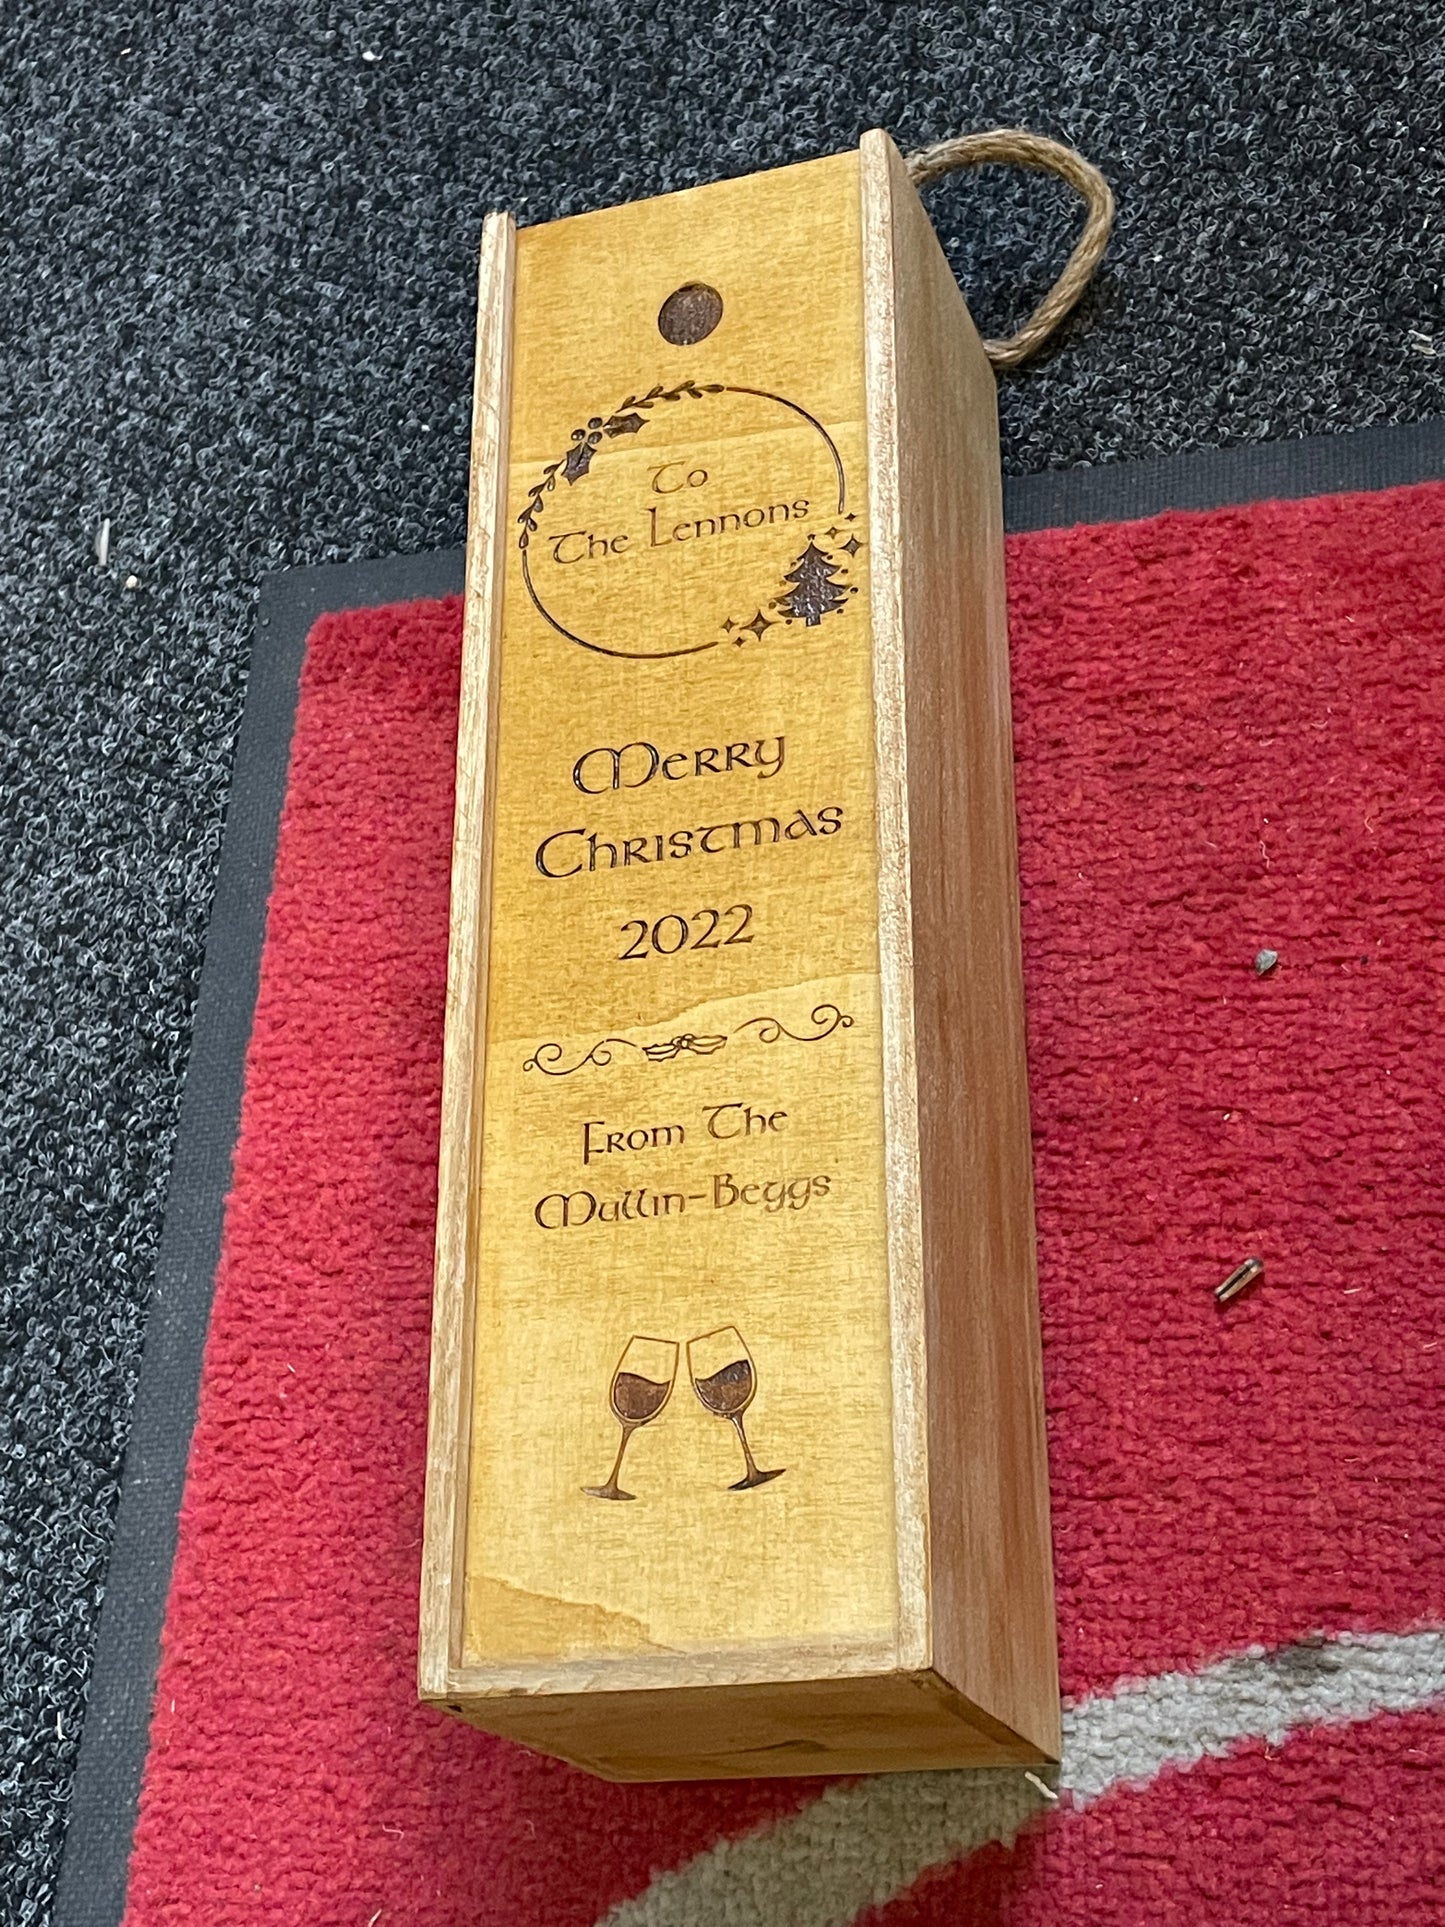 To
The Lennons
Merry
Christmas
2022
From The
Mullin-Beggs